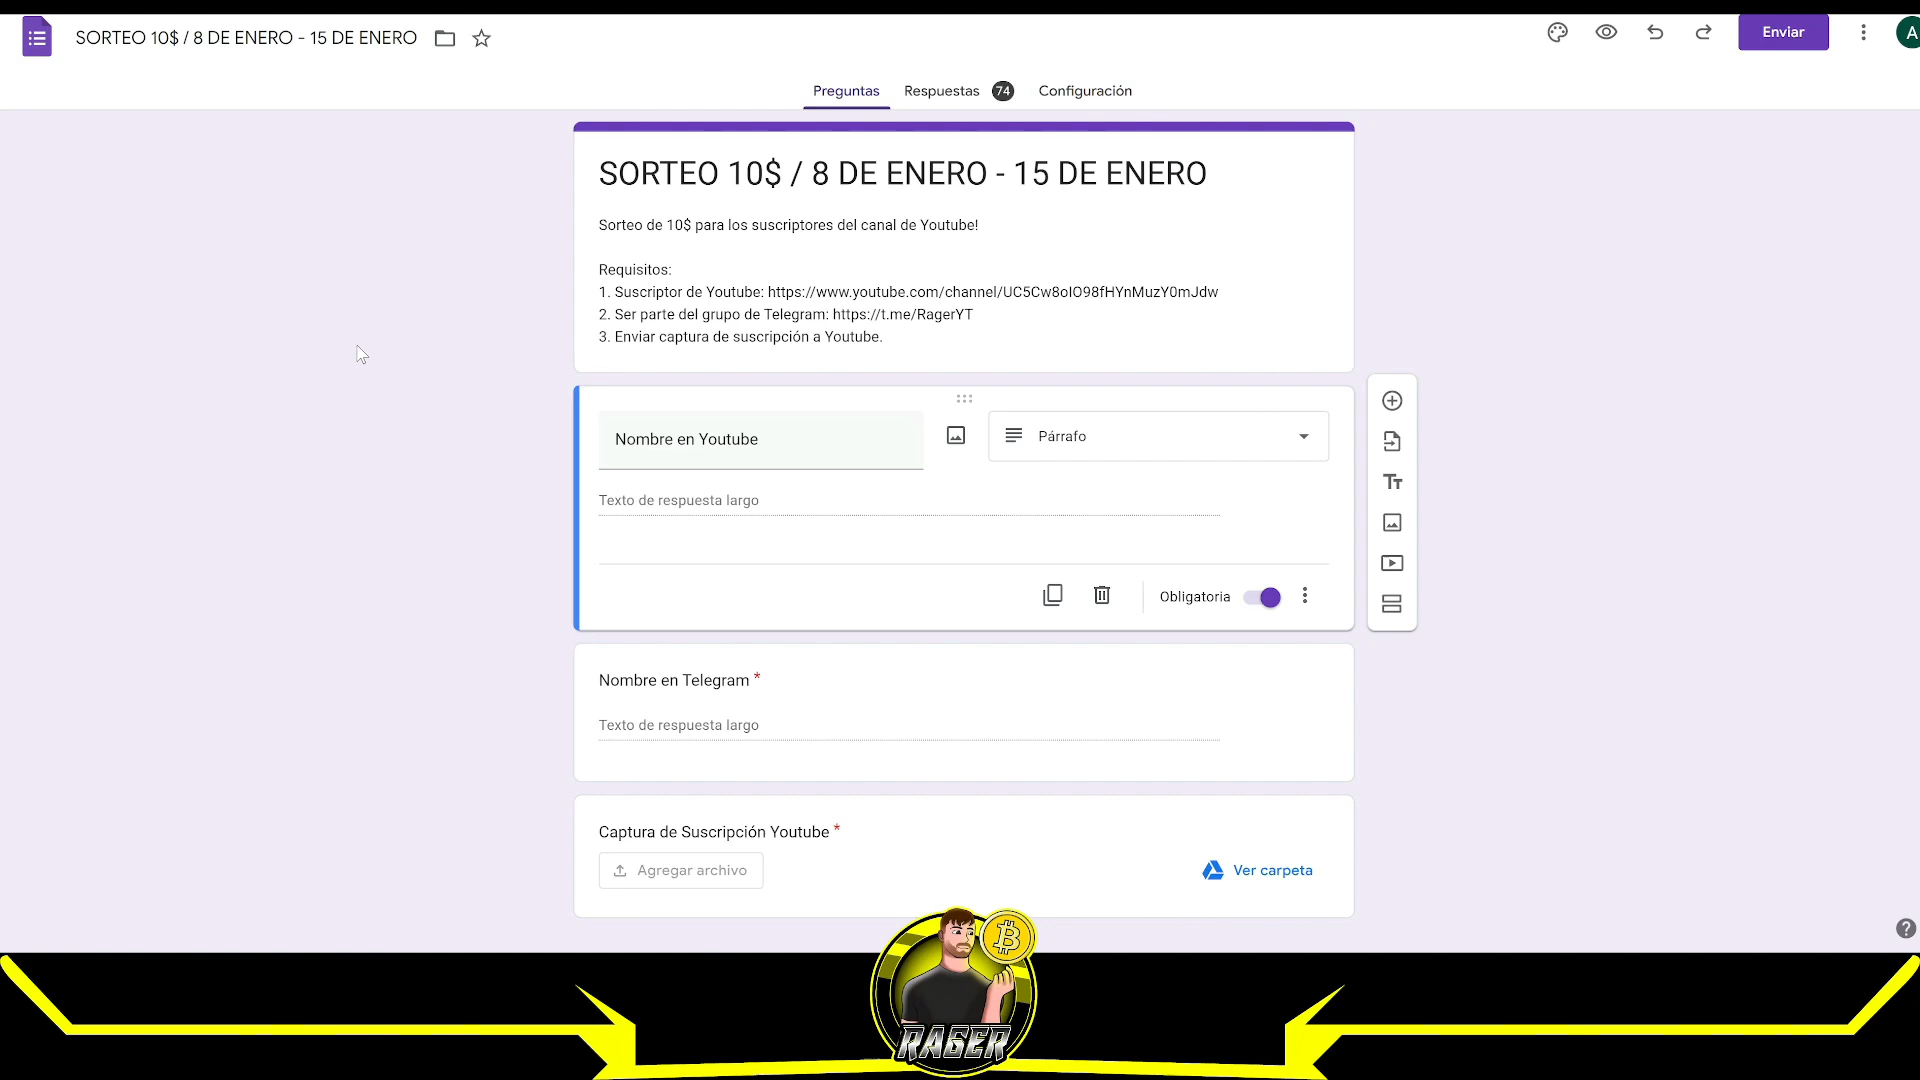 SORTEO 10$ / 8 DE ENERO - 15 DE ENERO
Enviar
A
Preguntas
Respuestas 74
Configuración
SORTEO 10$ / 8 DE ENERO - 15 DE ENERO
Sorteo de 10$ para los suscriptores del canal de Youtube!
Requisitos:
1. Suscriptor de Youtube: https://www.youtube.com/channel/UC5Cw8oIO98fHYnMuzY0mJdw
2. Ser parte del grupo de Telegram: https://t.me/RagerYT
3. Enviar captura de suscripción a Youtube.
Nombre en Youtube
Párrafo
Texto de respuesta largo
Obligatoria
Nombre en Telegram *
Texto de respuesta largo
Captura de Suscripción Youtube *
Agregar archivo
Ver carpeta
RAGER